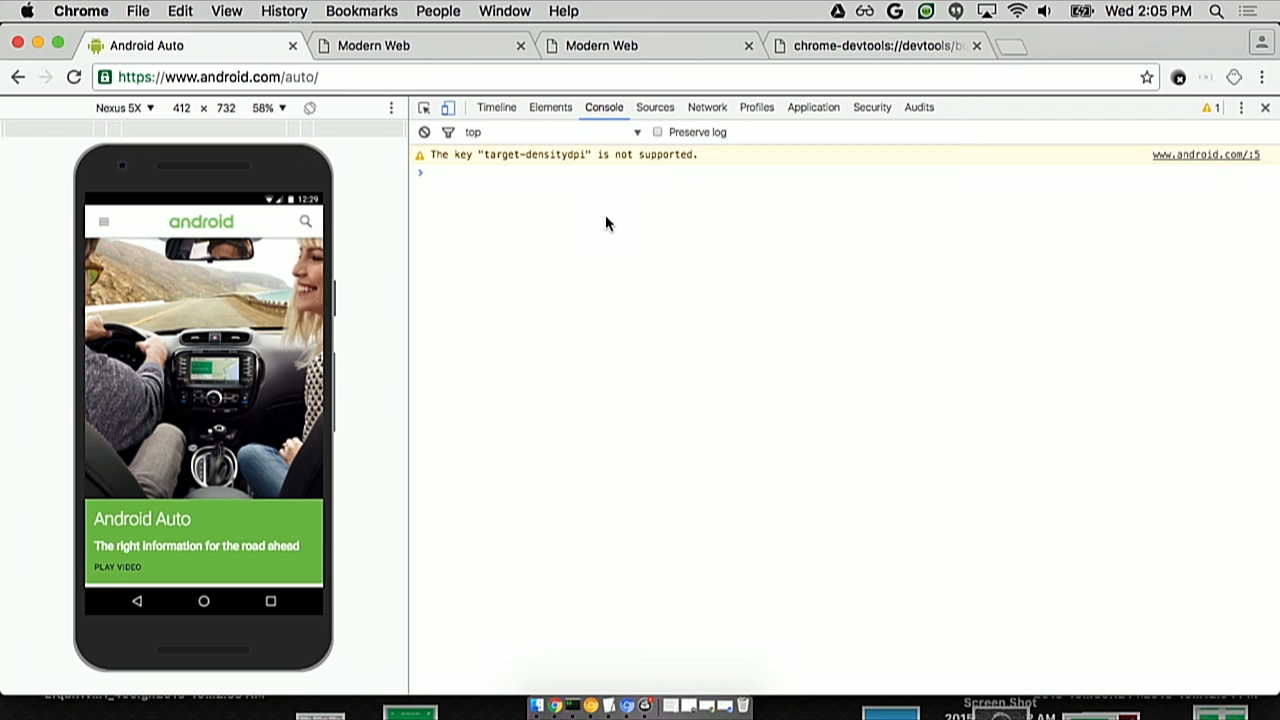 Chrome File Edit View History Bookmarks People Window Help Wed 2:05 PM
Android Auto Modern Web Modern Web chrome-devtools://devtools/b
https://www.android.com/auto/
Nexus 5X ▼ 412 × 732 58% ▼ Timeline Elements Console Sources Network Profiles Application Security Audits 1
top ▼ Preserve log
The key "target-densitydpi" is not supported. www.android.com/:5
12:29
android
Android Auto
The right information for the road ahead
PLAY VIDEO
Screen Shot